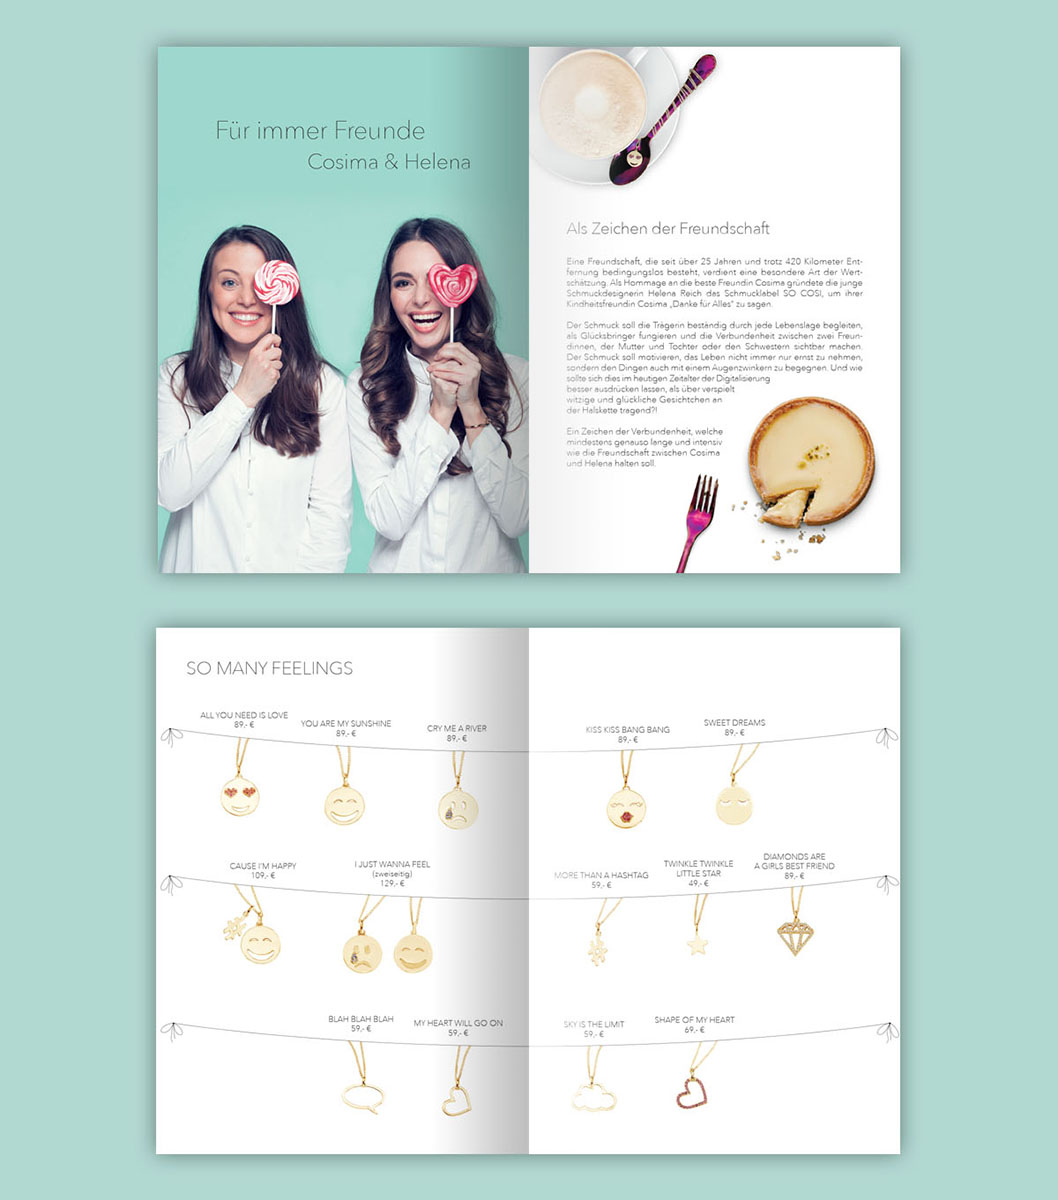 Für immer Freunde
Cosima & Helena
Als Zeichen der Freundschaft
Eine Freundschaft, die seit über 25 Jahren und trotz 420 Kilometer Ent-
fernung bedingungslos besteht, verdient eine besondere Art der Wert-
schätzung. Als Hommage an die beste Freundin Cosima gründete die junge
Schmuckdesignerin Helena Reich das Schmucklabel SO COSI, um ihrer
Kindheitsfreundin Cosima „Danke für Alles" zu sagen.
Der Schmuck soll die Trägerin beständig durch jede Lebenslage begleiten,
als Glücksbringer fungieren und die Verbundenheit zwischen zwei Freun-
dinnen, der Mutter und Tochter oder den Schwestern sichtbar machen.
Der Schmuck soll motivieren, das Leben nicht immer nur ernst zu nehmen,
sondern den Dingen auch mit einem Augenzwinkern zu begegnen. Und wie
sollte sich dies im heutigen Zeitalter der Digitalisierung
besser ausdrücken lassen, als über verspielt
witzige und glückliche Gesichtchen an
der Halskette tragend?!
Ein Zeichen der Verbundenheit, welche
mindestens genauso lange und intensiv
wie die Freundschaft zwischen Cosima
und Helena halten soll.
SO MANY FEELINGS
ALL YOU NEED IS LOVE
89,- €
YOU ARE MY SUNSHINE
89,- €
CRY ME A RIVER
89,- €
KISS KISS BANG BANG
89,- €
SWEET DREAMS
89,- €
CAUSE I'M HAPPY
109,- €
I JUST WANNA FEEL
(zweiseitig)
129,- €
MORE THAN A HASHTAG
59,- €
TWINKLE TWINKLE
LITTLE STAR
49,- €
DIAMONDS ARE
A GIRLS BEST FRIEND
89,- €
BLAH BLAH BLAH
59,- €
MY HEART WILL GO ON
59,- €
SKY IS THE LIMIT
59,- €
SHAPE OF MY HEART
69,- €